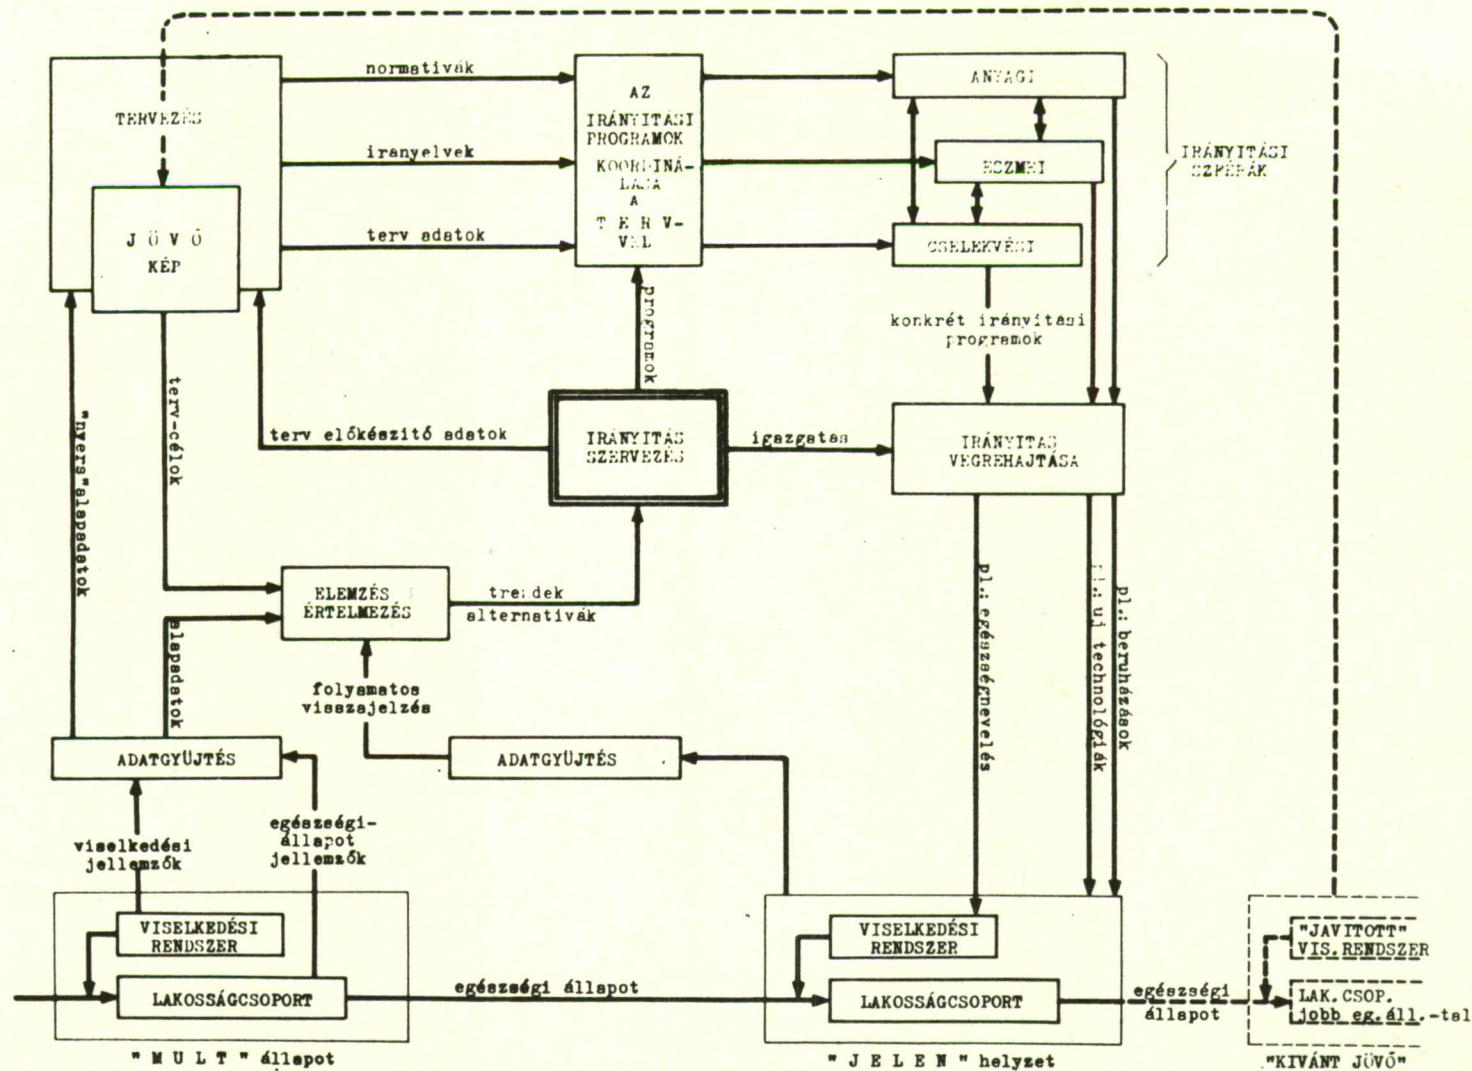 normativák
TERVEZÉS
irányelvek
terv adatok
J Ö V Ő
KÉP
AZ
IRÁNYITÁSI
PROGRAMOK
KOORDINÁ-
LÁSA
A
T E R V-
VEL
ANYAGI
ESZMEI
CSELEKVÉSI
IRÁNYITÁSI
SZFÉRÁK
konkrét irányitási
programok
programok
terv-célok
"nyers"alapadatok
terv előkészitő adatok
IRÁNYITÁS
SZERVEZÉS
igazgatás
IRÁNYITAS
VÉGREHAJTÁSA
ELEMZÉS
ÉRTELMEZÉS
trendek
alternativák
alapadatok
folyamatos
visszajelzés
pl.: egészségnevelés
pl.: uj technológiák
pl.: beruházások
ADATGYÜJTÉS
ADATGYÜJTÉS
viselkedési
jellemzők
egészségi-
állapot
jellemzők
VISELKEDÉSI
RENDSZER
LAKOSSÁGCSOPORT
egészségi állapot
VISELKEDÉSI
RENDSZER
LAKOSSÁGCSOPORT
egészségi
állapot
"JAVITOTT"
VIS.RENDSZER
LAK.CSOP.
jobb eg.áll.-tal
"M U L T" állapot
"J E L E N" helyzet
"KIVÁNT JÖVŐ"